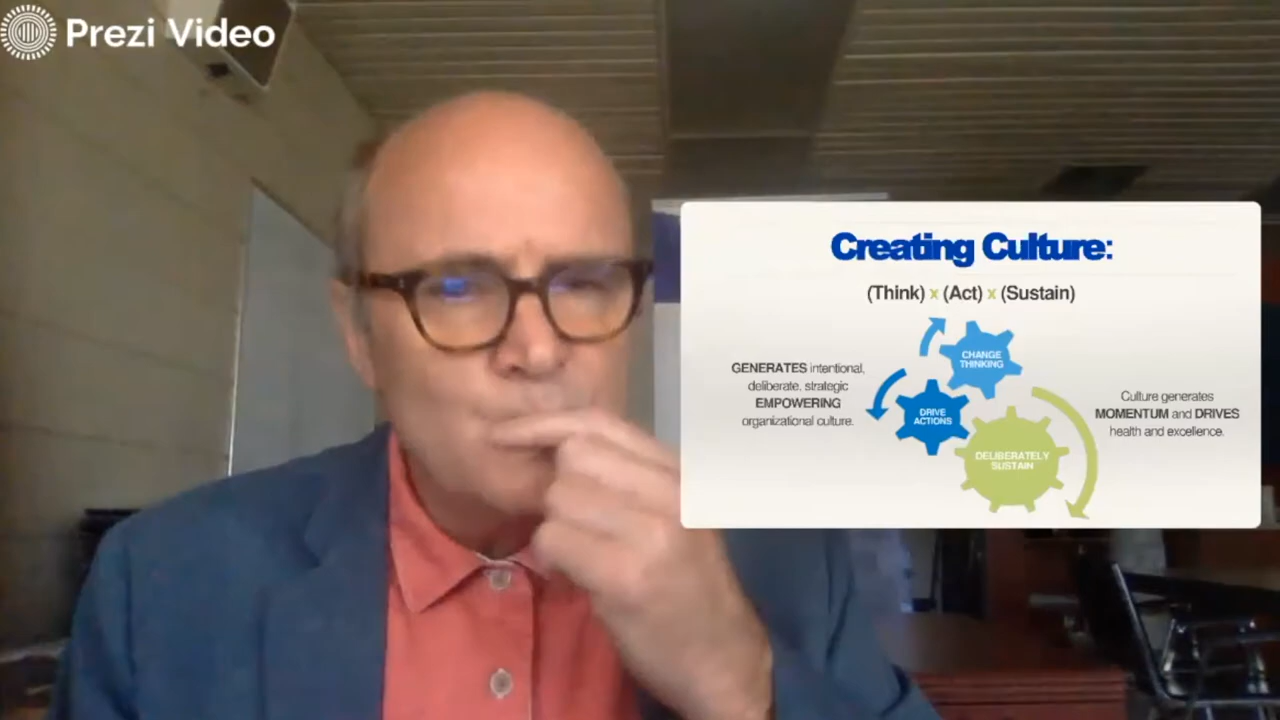 Prezi Video
Creating Culture:
(Think) x (Act) x (Sustain)
GENERATES intentional,
deliberate, strategic
EMPOWERING
organizational culture.
CHANGE
THINKING
DRIVE
ACTIONS
DELIBERATELY
SUSTAIN
Culture generates
MOMENTUM and DRIVES
health and excellence.